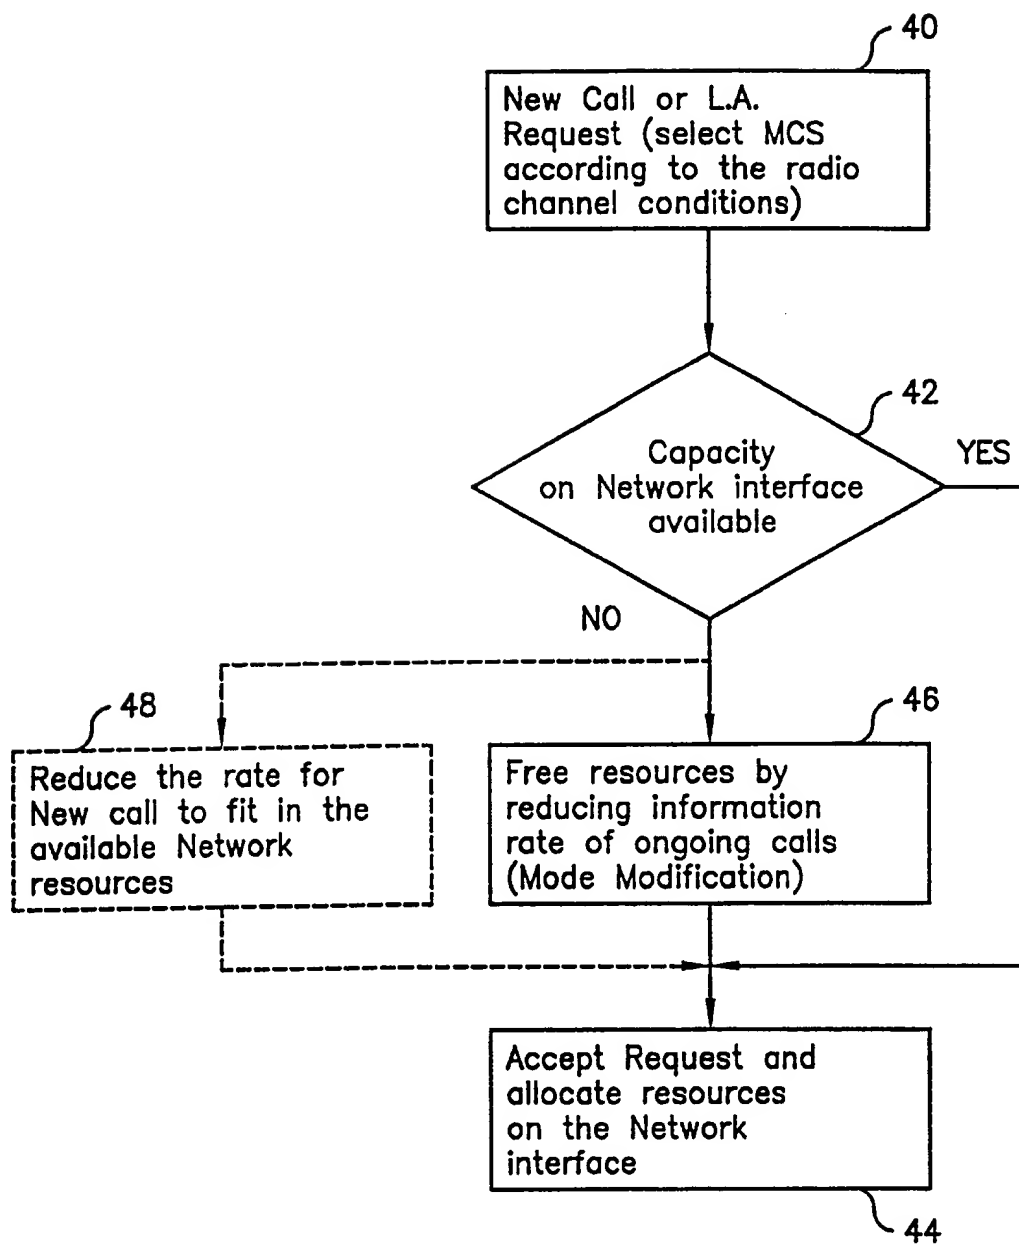 40
New Call or L.A.
Request (select MCS
according to the radio
channel conditions)
42
Capacity
on Network interface
available
YES
NO
48
Reduce the rate for
New call to fit in the
available Network
resources
46
Free resources by
reducing information
rate of ongoing calls
(Mode Modification)
Accept Request and
allocate resources
on the Network
interface
44